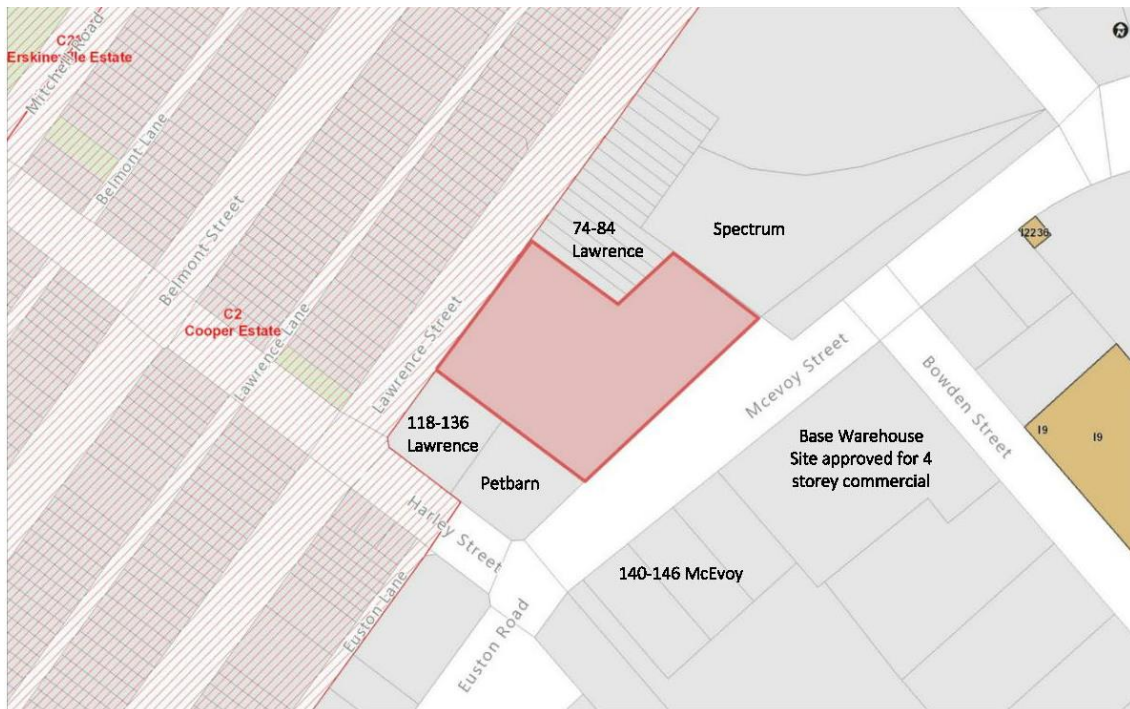 C21
Erskineville Estate
Mitchell Road
Belmont Lane
Belmont Street
C2
Cooper Estate
Lawrence Lane
Lawrence Street
74-84
Lawrence
Spectrum
12236
Mcevoy Street
Bowden Street
118-136
Lawrence
Petbarn
Base Warehouse
Site approved for 4
storey commercial
I9
I9
Harley Street
140-146 McEvoy
Euston Lane
Euston Road